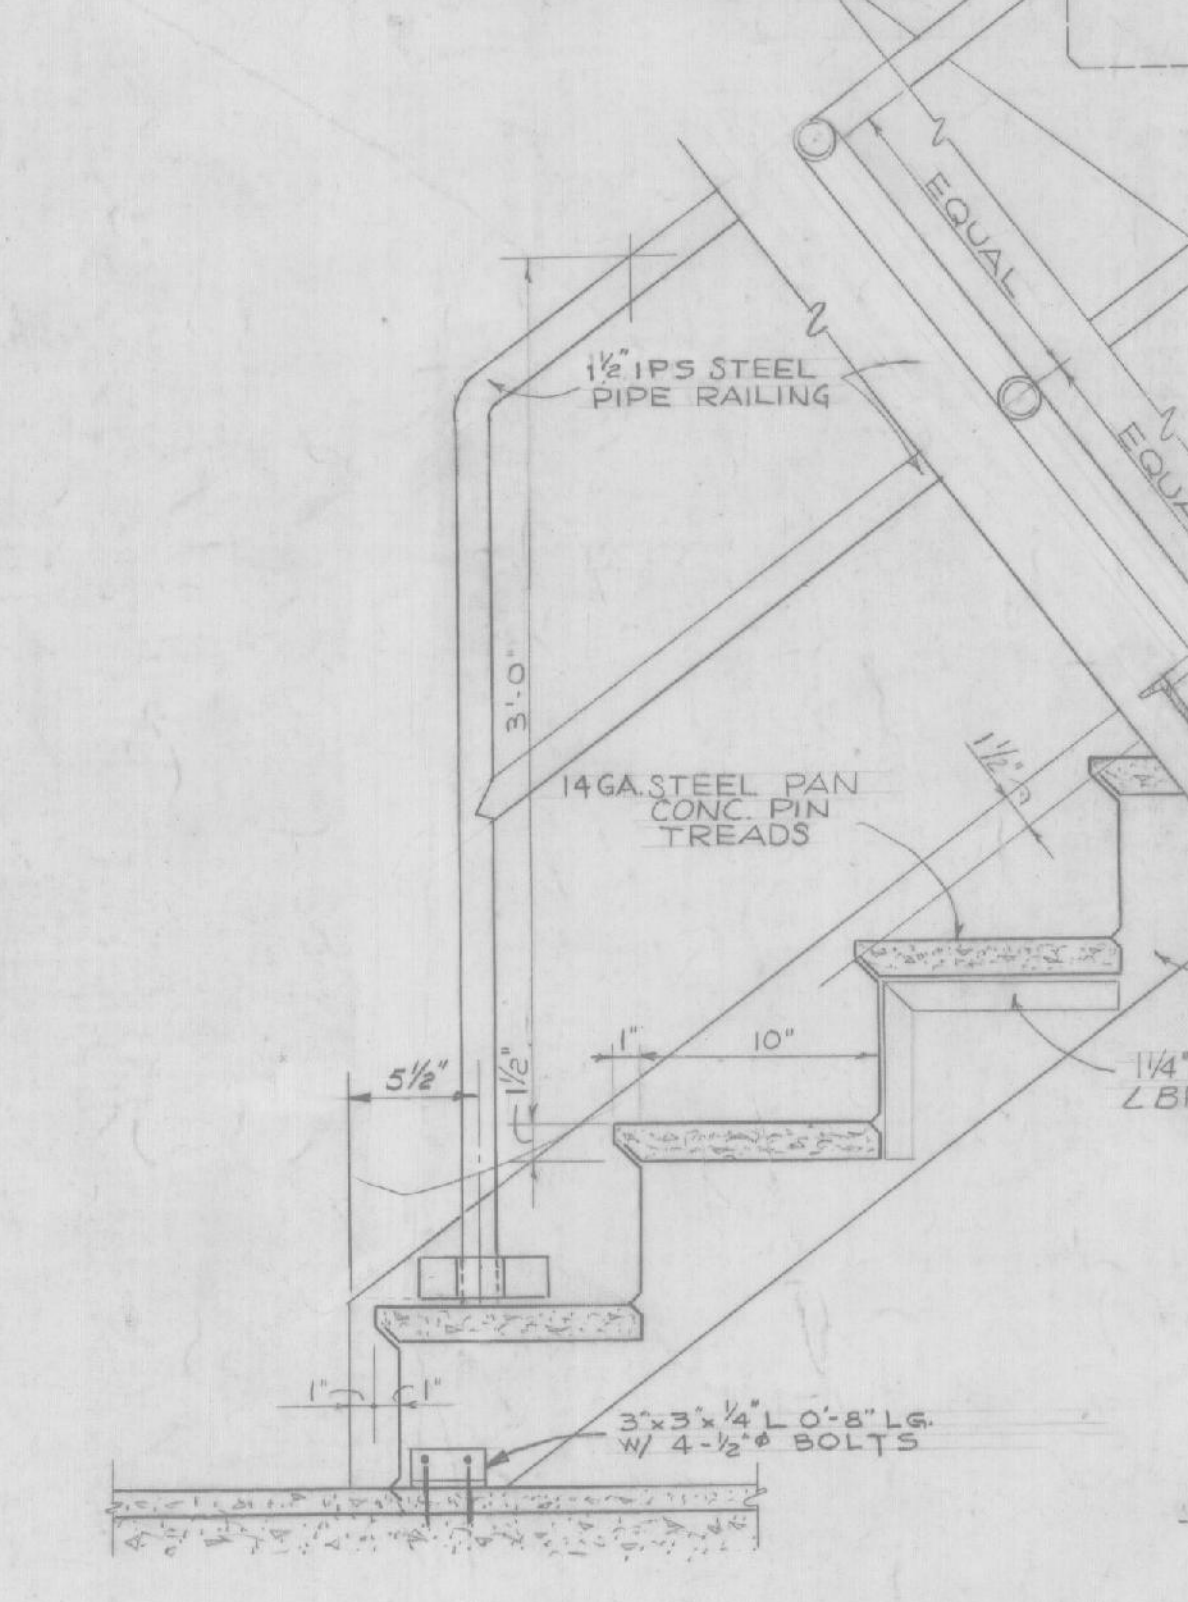 EQUAL
1½" IPS STEEL
PIPE RAILING
3'-0"
1½"
14 GA. STEEL PAN
CONC. PIN
TREADS
1"
10"
5½"
1½"
1¼"
1"
1"
3"x3"x¼" L 0'-8" LG.
W/ 4-½"ϕ BOLTS